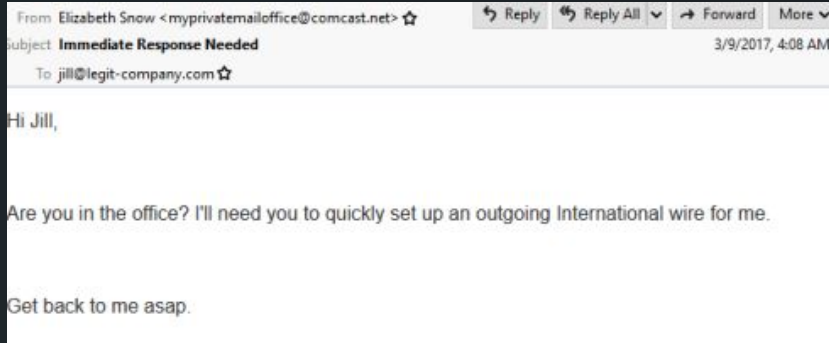 From Elizabeth Snow <myprivatemailoffice@comcast.net> Reply Reply All Forward More
Subject Immediate Response Needed 3/9/2017, 4:08 AM
To jill@legit-company.com
Hi Jill,
Are you in the office? I'll need you to quickly set up an outgoing International wire for me.
Get back to me asap.